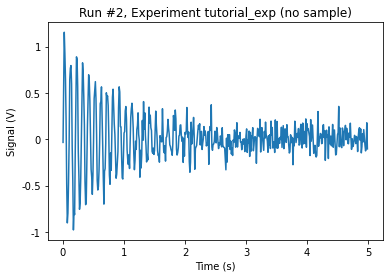 Run #2, Experiment tutorial_exp (no sample)
1
0.5
0
-0.5
-1
Signal (V)
0 1 2 3 4 5
Time (s)